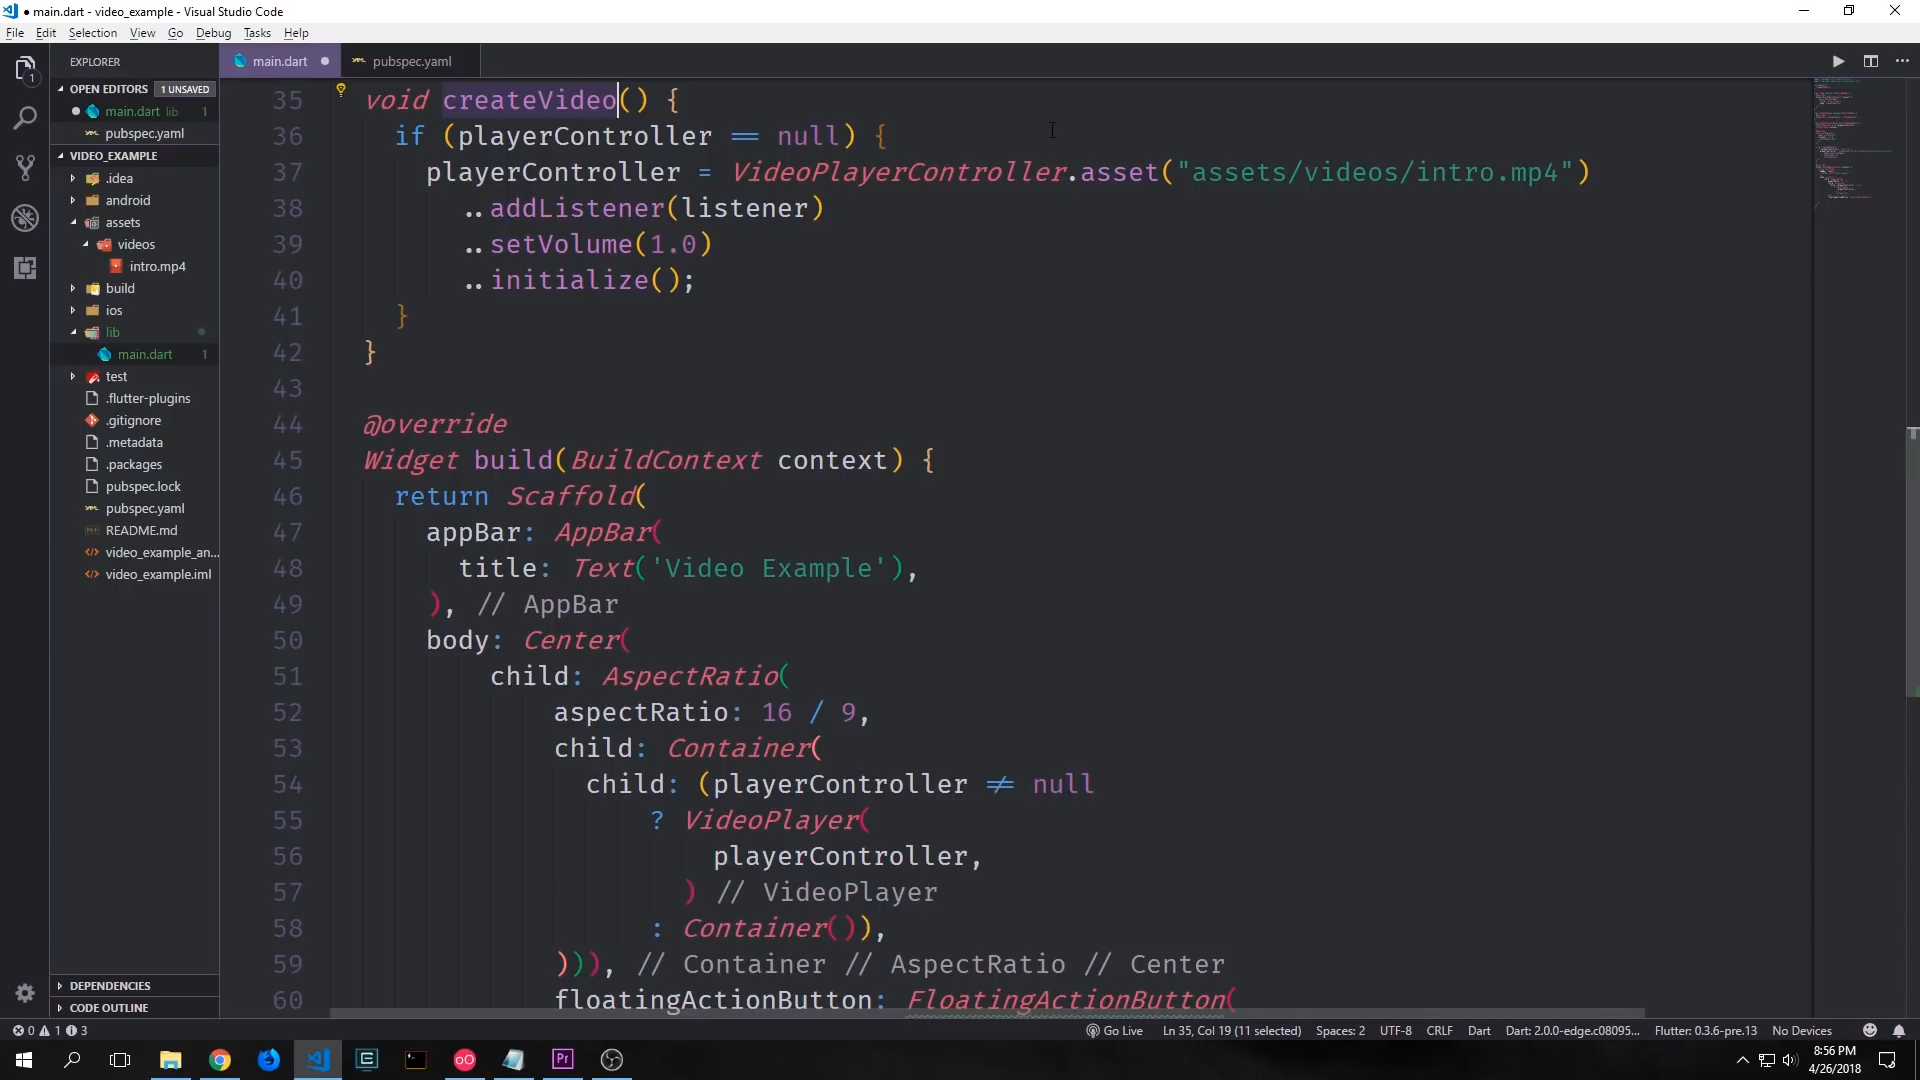 main.dart - video_example - Visual Studio Code
File Edit Selection View Go Debug Tasks Help
EXPLORER
OPEN EDITORS 1 UNSAVED
main.dart lib 1
pubspec.yaml
VIDEO_EXAMPLE
.idea
android
assets
videos
intro.mp4
build
ios
lib
main.dart 1
test
.flutter-plugins
.gitignore
.metadata
.packages
pubspec.lock
pubspec.yaml
README.md
video_example_an...
video_example.iml
DEPENDENCIES
CODE OUTLINE
1
main.dart
pubspec.yaml
35 void createVideo() {
36 if (playerController == null) {
37 playerController = VideoPlayerController.asset("assets/videos/intro.mp4")
38 ..addListener(listener)
39 ..setVolume(1.0)
40 ..initialize();
41 }
42 }
43
44 @override
45 Widget build(BuildContext context) {
46 return Scaffold(
47 appBar: AppBar(
48 title: Text('Video Example'),
49 ), // AppBar
50 body: Center(
51 child: AspectRatio(
52 aspectRatio: 16 / 9,
53 child: Container(
54 child: (playerController != null
55 ? VideoPlayer(
56 playerController,
57 ) // VideoPlayer
58 : Container()),
59 ))), // Container // AspectRatio // Center
60 floatingActionButton: FloatingActionButton(
0 1 3
Go Live Ln 35, Col 19 (11 selected) Spaces: 2 UTF-8 CRLF Dart Dart: 2.0.0-edge.c08095... Flutter: 0.3.6-pre.13 No Devices
Pr
8:56 PM
4/26/2018